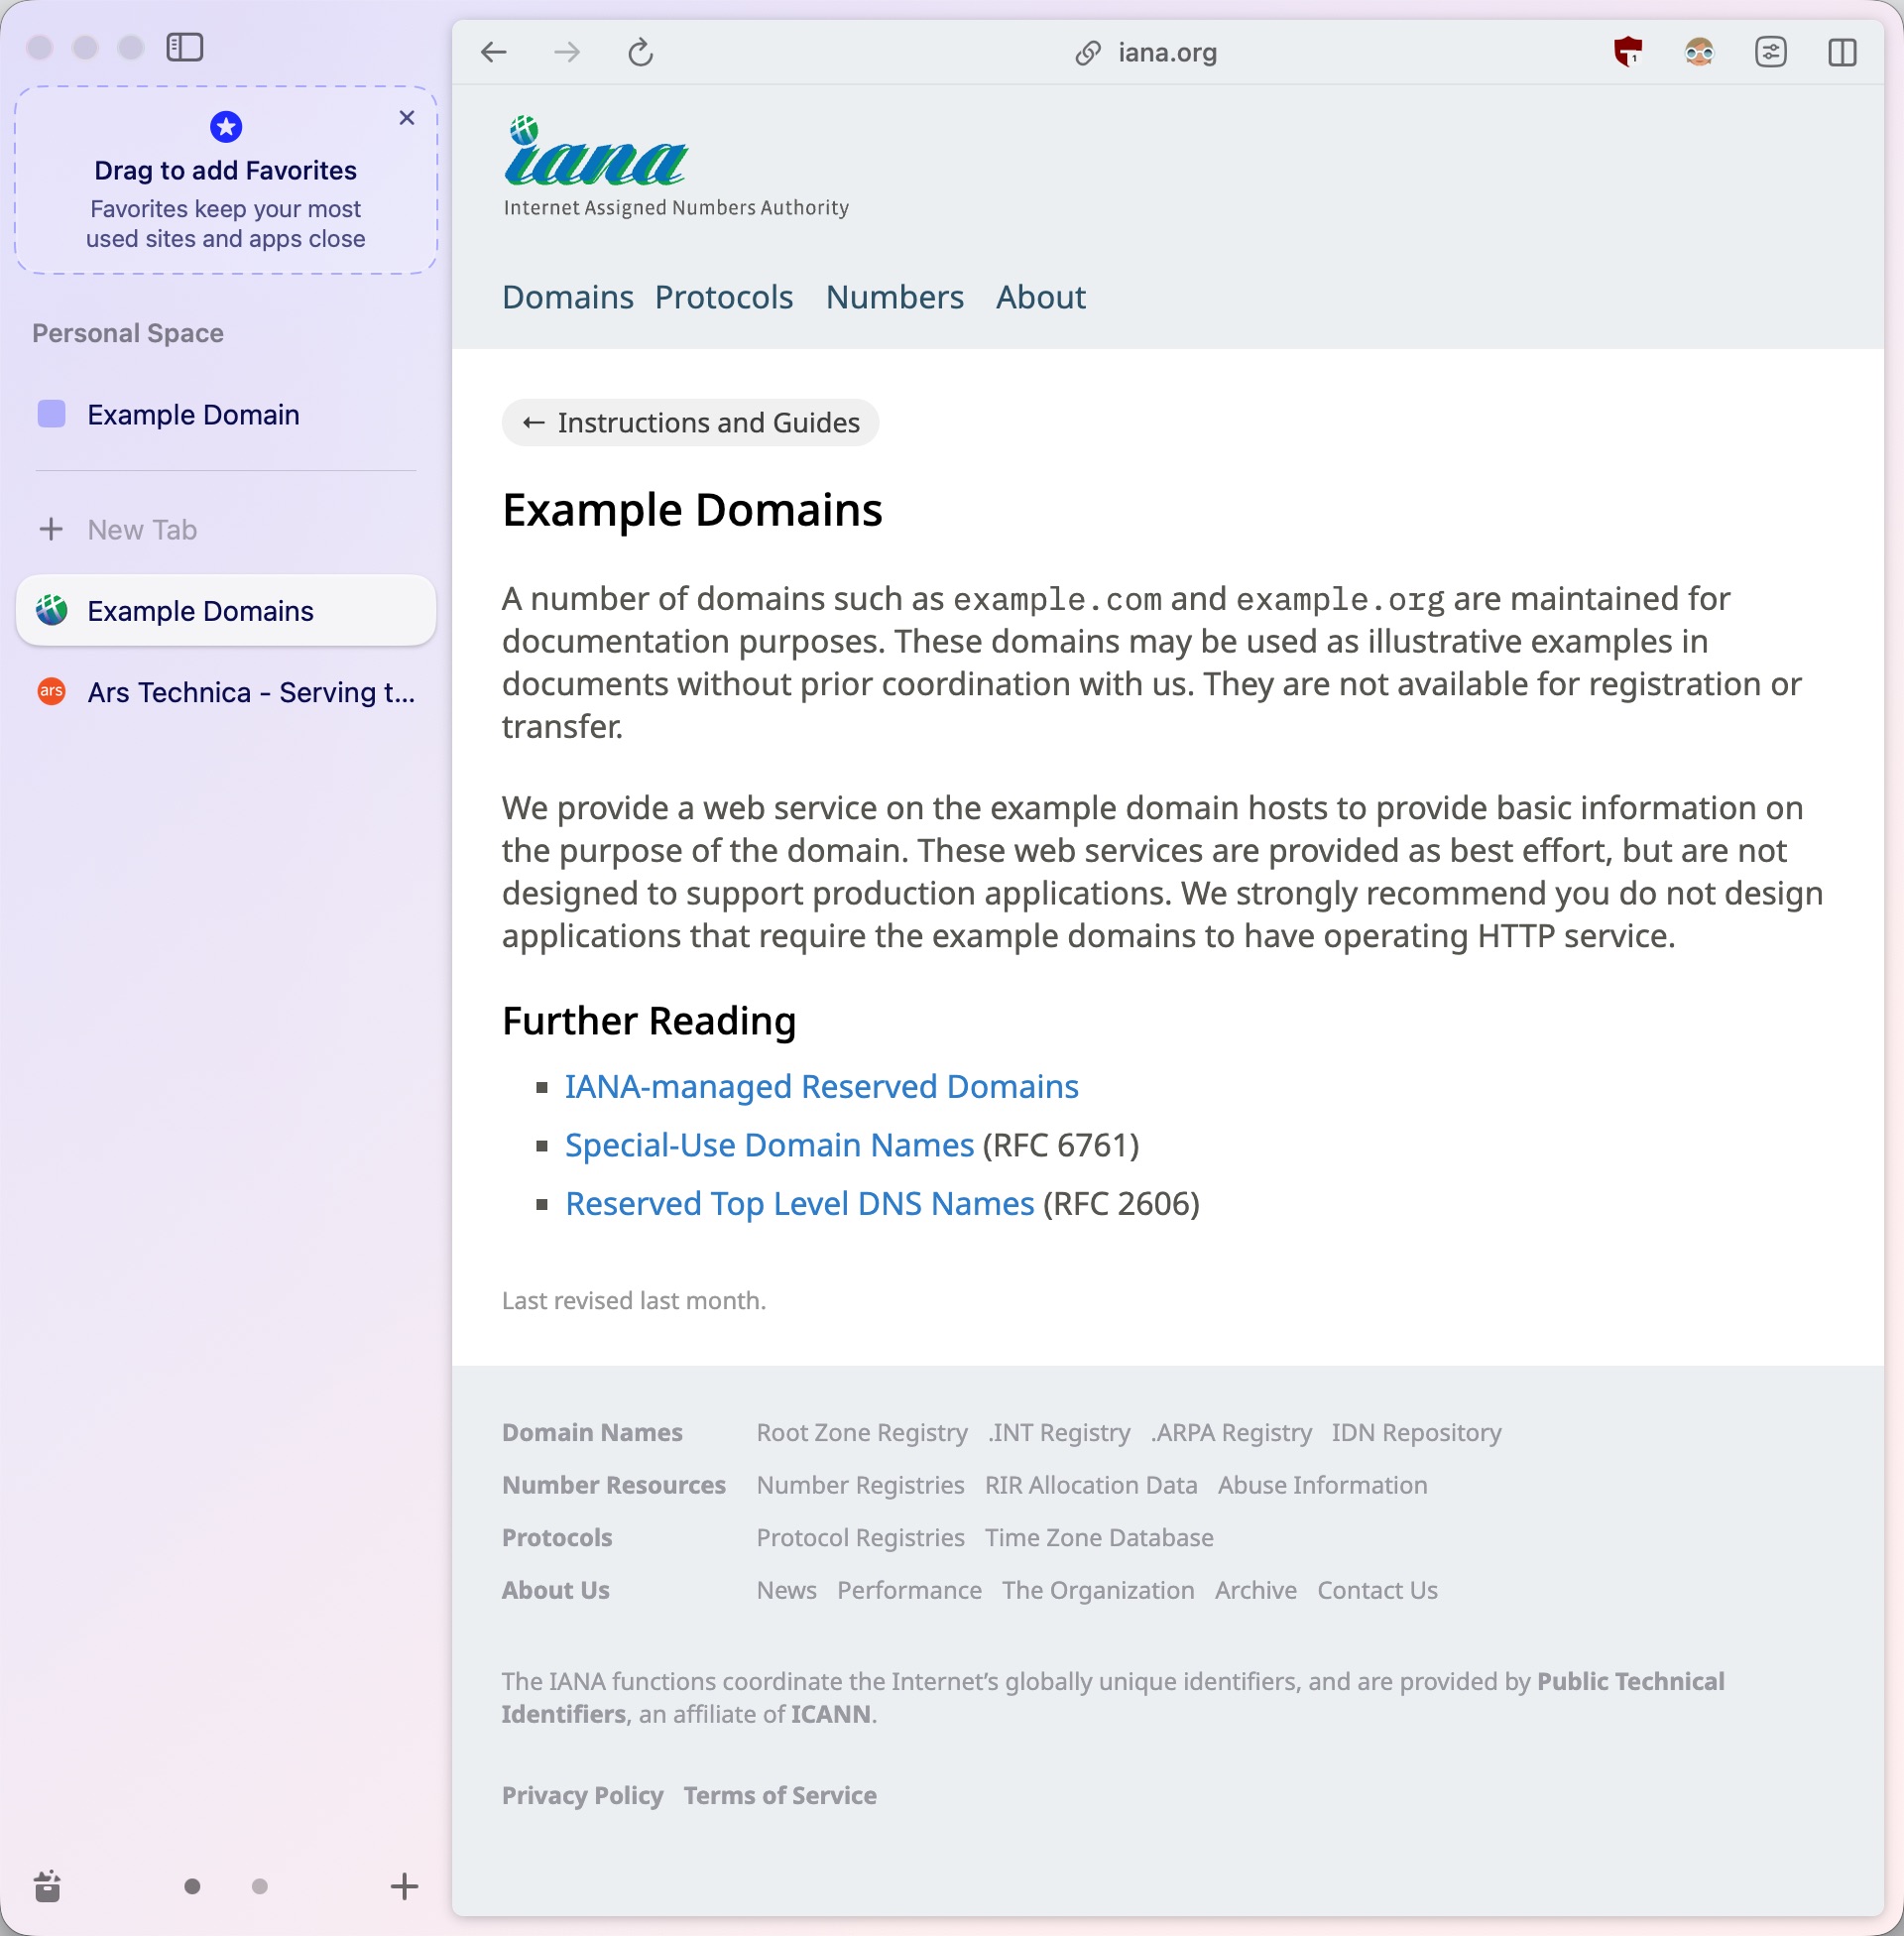 Drag to add Favorites
Favorites keep your most
used sites and apps close
Personal Space
Example Domain
New Tab
Example Domains
ars
Ars Technica - Serving t...
iana.org
1
iana
Internet Assigned Numbers Authority
Domains Protocols Numbers About
← Instructions and Guides
Example Domains
A number of domains such as example.com and example.org are maintained for
documentation purposes. These domains may be used as illustrative examples in
documents without prior coordination with us. They are not available for registration or
transfer.
We provide a web service on the example domain hosts to provide basic information on
the purpose of the domain. These web services are provided as best effort, but are not
designed to support production applications. We strongly recommend you do not design
applications that require the example domains to have operating HTTP service.
Further Reading
IANA-managed Reserved Domains
Special-Use Domain Names (RFC 6761)
Reserved Top Level DNS Names (RFC 2606)
Last revised last month.
Domain Names Root Zone Registry .INT Registry .ARPA Registry IDN Repository
Number Resources Number Registries RIR Allocation Data Abuse Information
Protocols Protocol Registries Time Zone Database
About Us News Performance The Organization Archive Contact Us
The IANA functions coordinate the Internet’s globally unique identifiers, and are provided by Public Technical
Identifiers, an affiliate of ICANN.
Privacy Policy Terms of Service